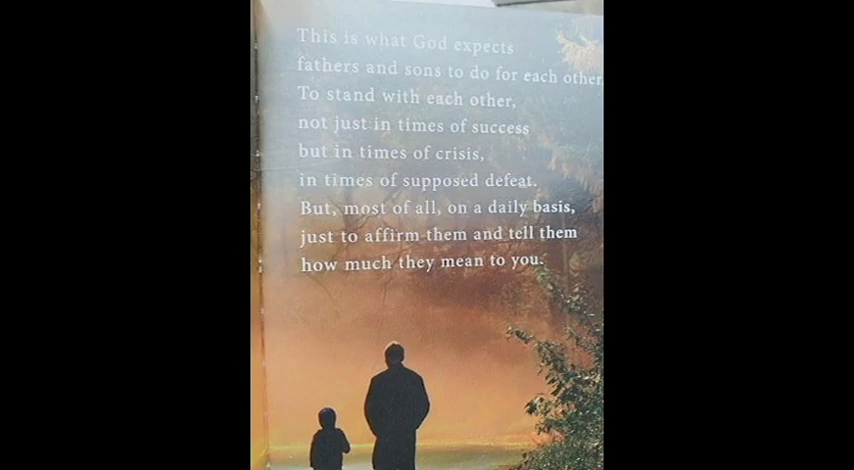 This is what God expects
fathers and sons to do for each other,
To stand with each other,
not just in times of success
but in times of crisis,
in times of supposed defeat.
But, most of all, on a daily basis,
just to affirm them and tell them
how much they mean to you.